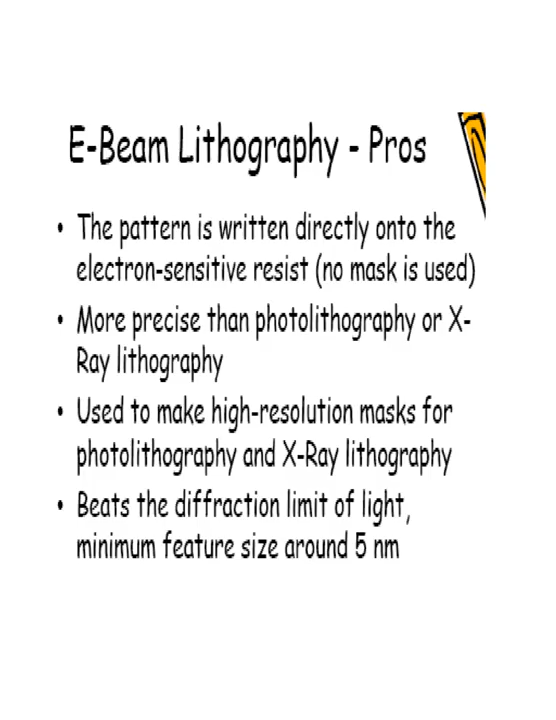 E-Beam Lithography - Pros
• The pattern is written directly onto the
electron-sensitive resist (no mask is used)
• More precise than photolithography or X-
Ray lithography
• Used to make high-resolution masks for
photolithography and X-Ray lithography
• Beats the diffraction limit of light,
minimum feature size around 5 nm